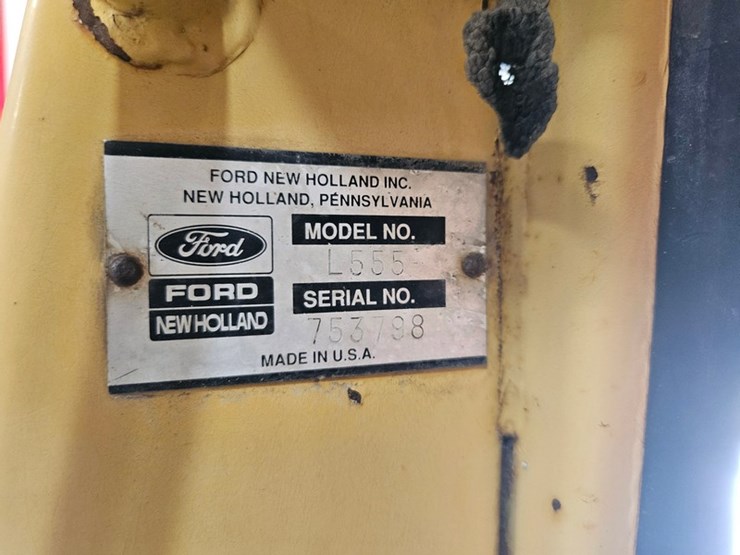 FORD NEW HOLLAND INC.
NEW HOLLAND, PENNSYLVANIA
Ford
MODEL NO.
L555
FORD
SERIAL NO.
NEW HOLLAND
753798
MADE IN U.S.A.